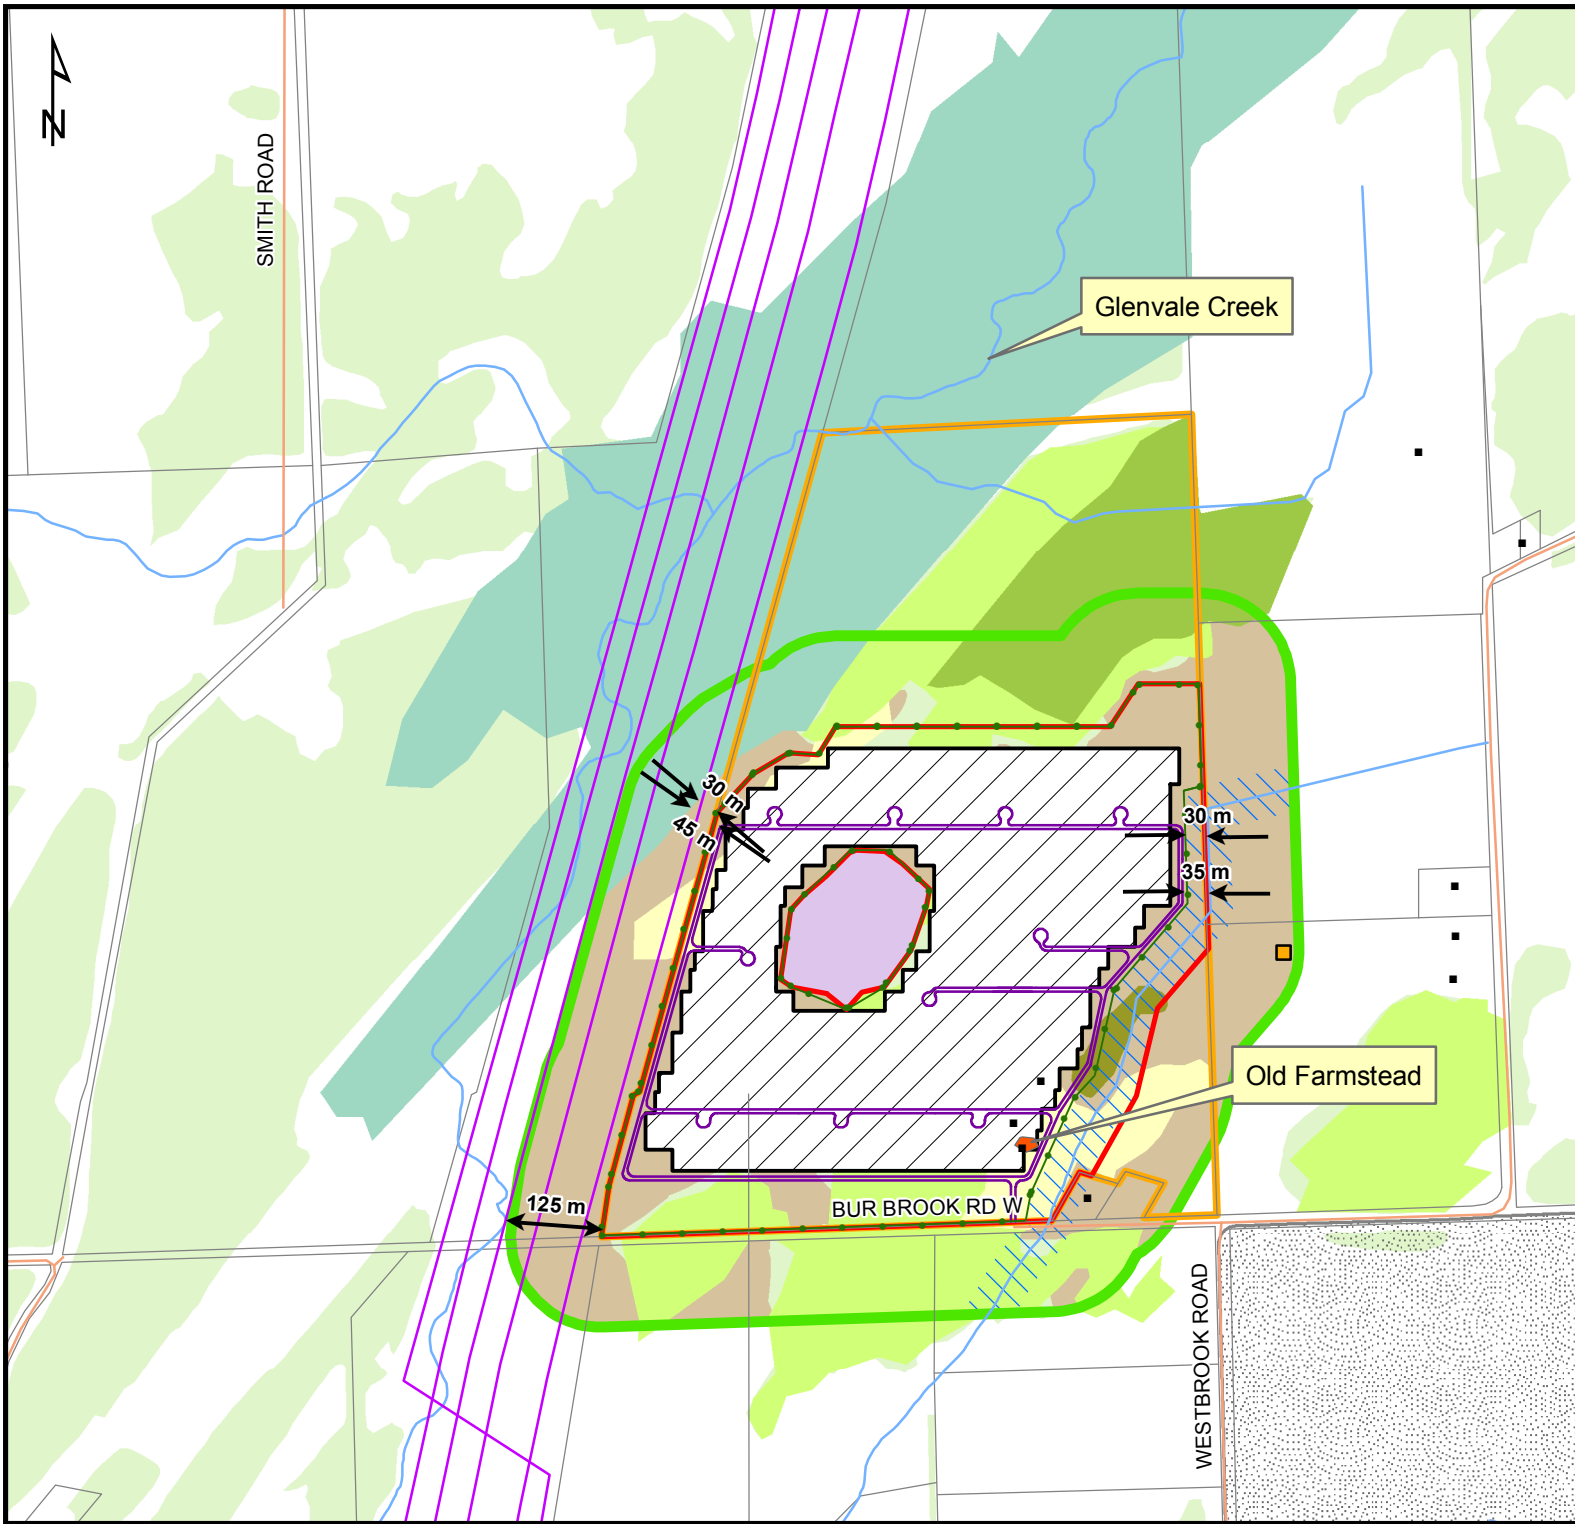 N
SMITH ROAD
Glenvale Creek
30 m
45 m
30 m
35 m
Old Farmstead
125 m
BUR BROOK RD W
WESTBROOK ROAD